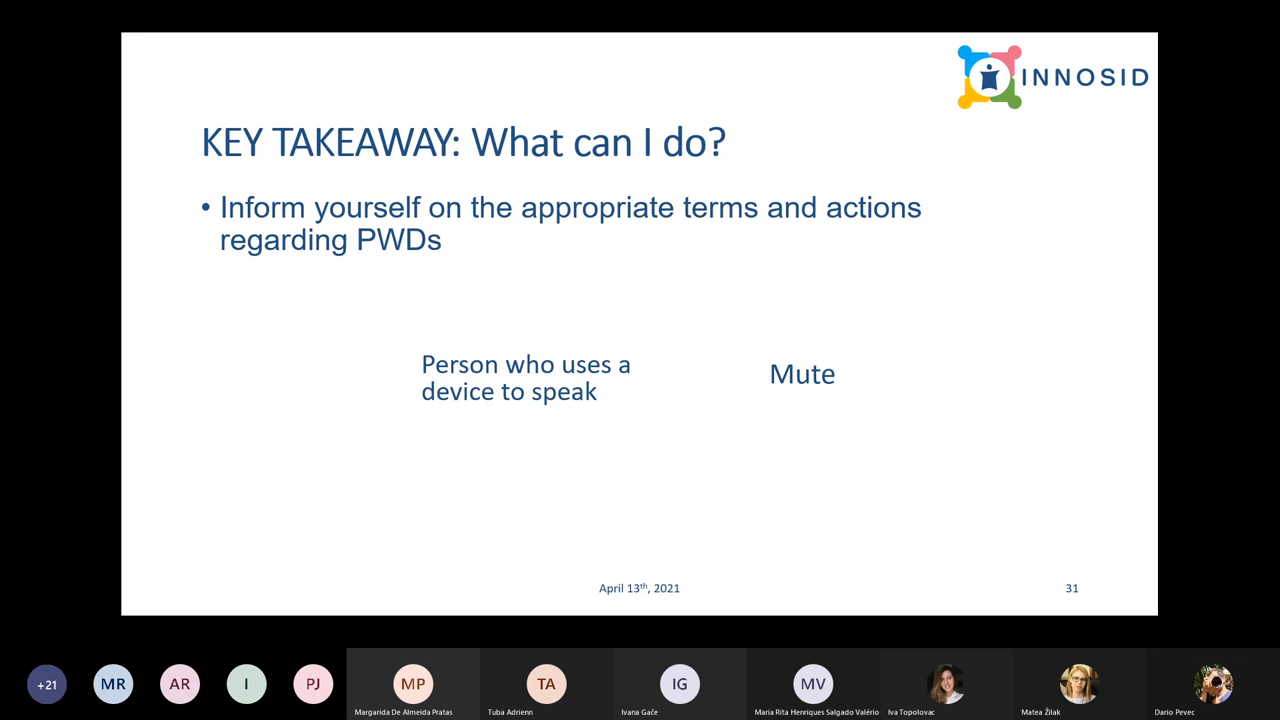 INNOSID
KEY TAKEAWAY: What can I do?
• Inform yourself on the appropriate terms and actions
regarding PWDs
Person who uses a
device to speak
Mute
April 13th, 2021
31
+21
MR
AR
I
PJ
MP
TA
IG
MV
Margarida De Almeida Pratas
Tuba Adrienn
Ivana Gače
Maria Rita Henriques Salgado Valério
Iva Topolovac
Matea Žilak
Dario Pevec